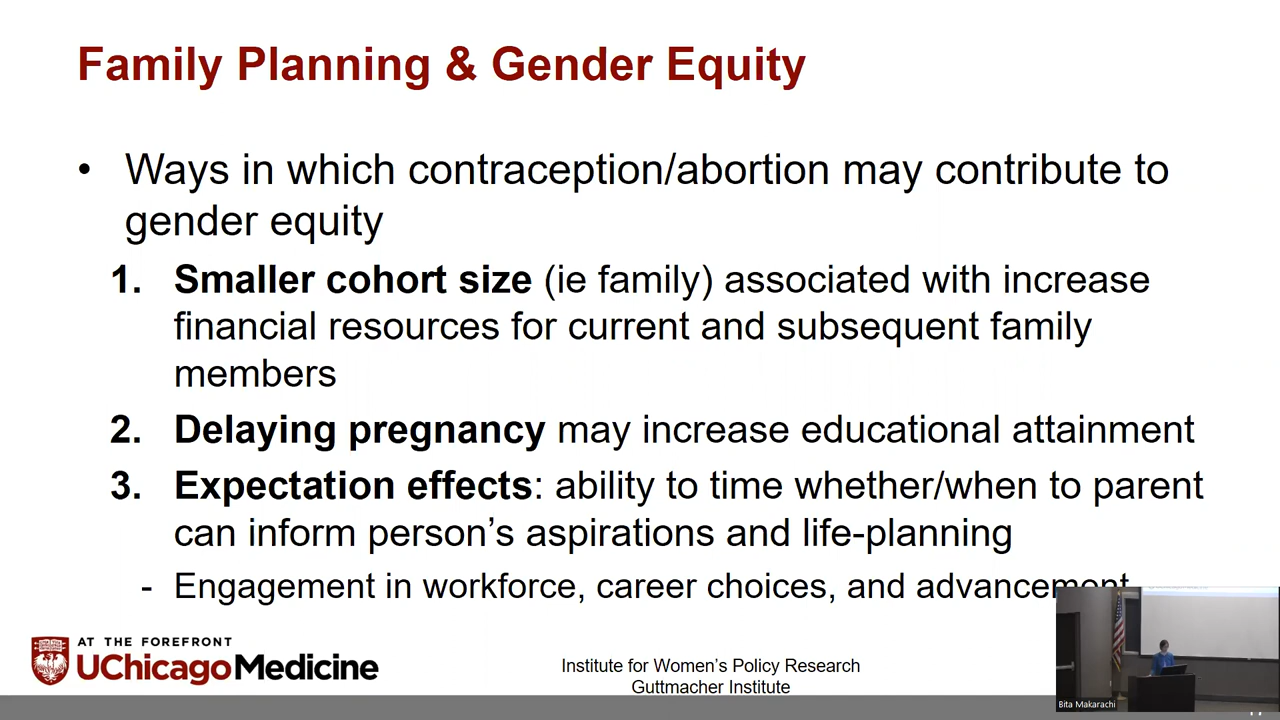 Family Planning & Gender Equity
• Ways in which contraception/abortion may contribute to
gender equity
1. Smaller cohort size (ie family) associated with increase
financial resources for current and subsequent family
members
2. Delaying pregnancy may increase educational attainment
3. Expectation effects: ability to time whether/when to parent
can inform person's aspirations and life-planning
- Engagement in workforce, career choices, and advancement
AT THE FOREFRONT
UChicago Medicine
Institute for Women's Policy Research
Guttmacher Institute
Bita Makarachi